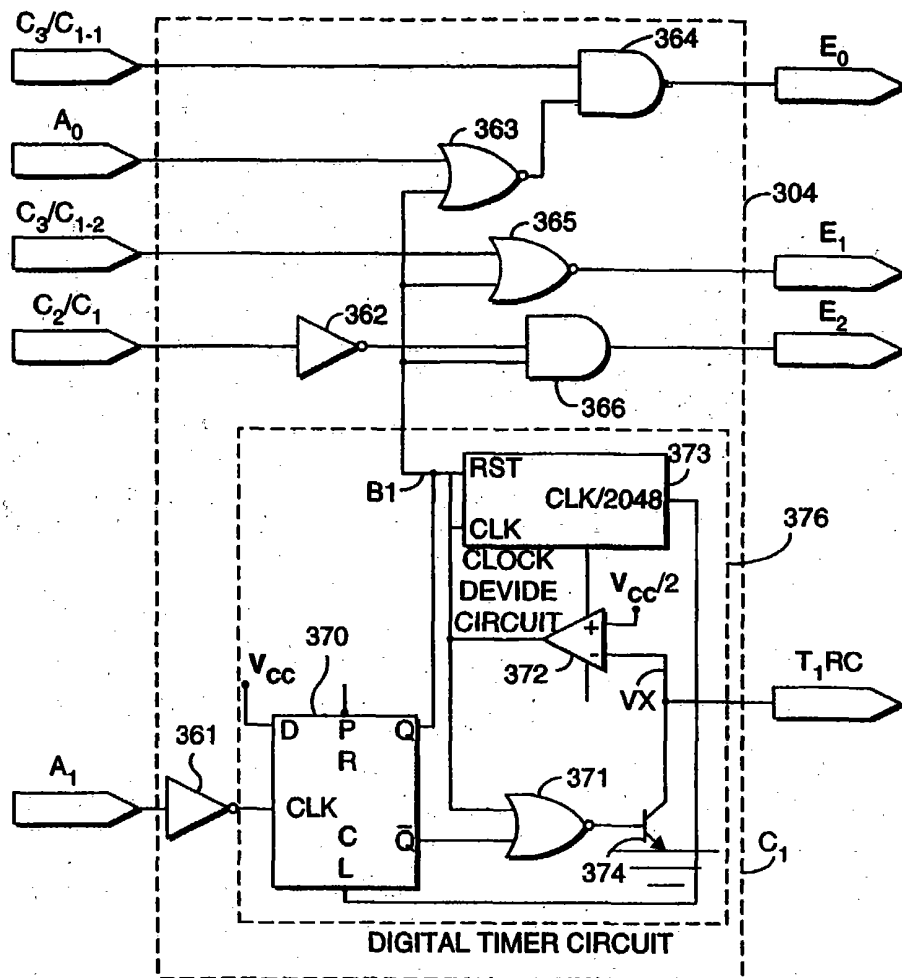 C3/C1-1
364
E0
A0
363
304
C3/C1-2
365
E1
C2/C1
362
E2
366
373
RST
B1
CLK/2048
CLK
376
CLOCK
DEVIDE
CIRCUIT
VCC/2
+
-
372
VCC
370
VX
T1RC
D
P
R
Q
361
371
A1
CLK
C
L
Q̅
374
C1
DIGITAL TIMER CIRCUIT